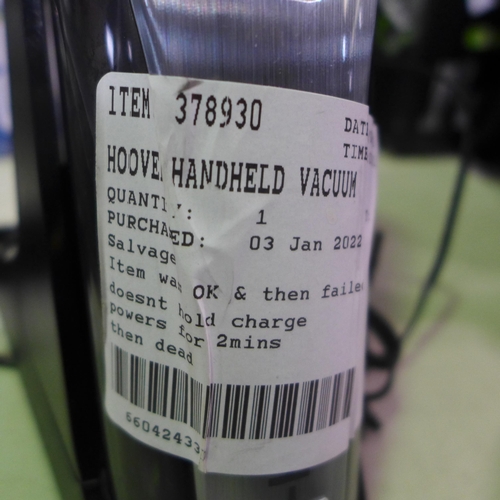 ITEM 378930
DAT
TIME
HOOVE HANDHELD VACUUM
QUANTI : 1
PURCHA ED: 03 Jan 2022
Salvage
Item was OK & then faile
doesnt hold charge
powers for 2mins
then dead
66042433